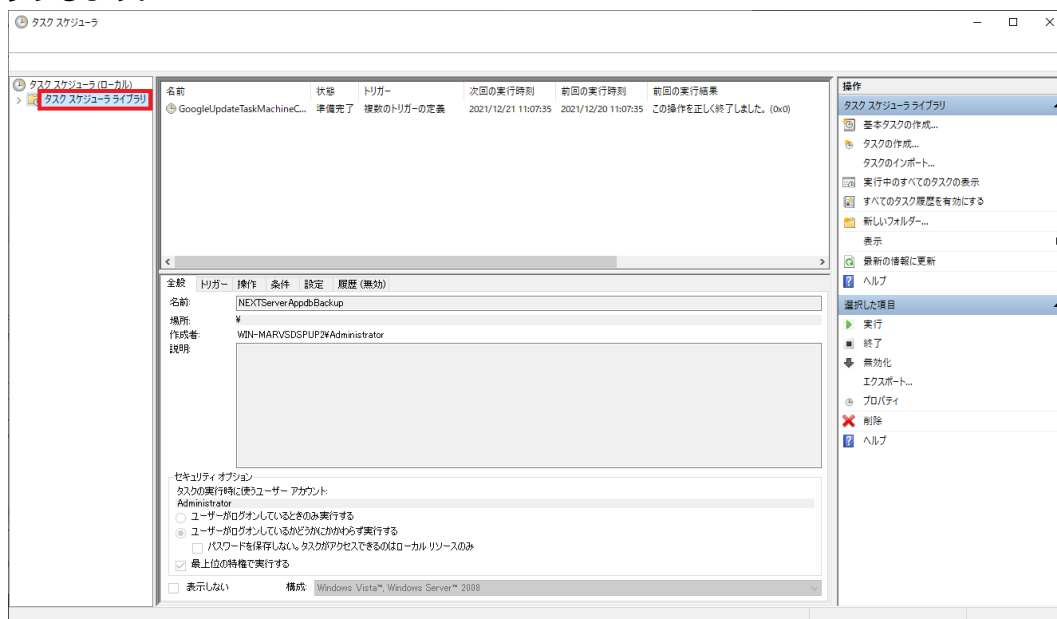 タスク スケジューラ
タスク スケジューラ (ローカル)
タスク スケジューラ ライブラリ
名前 状態 トリガー 次回の実行時刻 前回の実行時刻 前回の実行結果
GoogleUpdateTaskMachineC... 準備完了 複数のトリガーの定義 2021/12/21 11:07:35 2021/12/20 11:07:35 この操作を正しく終了しました。(0x0)
全般 トリガー 操作 条件 設定 履歴 (無効)
名前: NEXTServerAppdbBackup
場所: ¥
作成者: WIN-MARVSDSPUP2¥Administrator
説明:
セキュリティ オプション
タスクの実行時に使うユーザー アカウント:
Administrator
ユーザーがログオンしているときのみ実行する
ユーザーがログオンしているかどうかにかかわらず実行する
パスワードを保存しない。タスクがアクセスできるのはローカル リソースのみ
最上位の特権で実行する
表示しない 構成: Windows Vista™, Windows Server™ 2008
操作
タスク スケジューラ ライブラリ
基本タスクの作成...
タスクの作成...
タスクのインポート...
実行中のすべてのタスクの表示
すべてのタスク履歴を有効にする
新しいフォルダー...
表示
最新の情報に更新
ヘルプ
選択した項目
実行
終了
無効化
エクスポート...
プロパティ
削除
ヘルプ